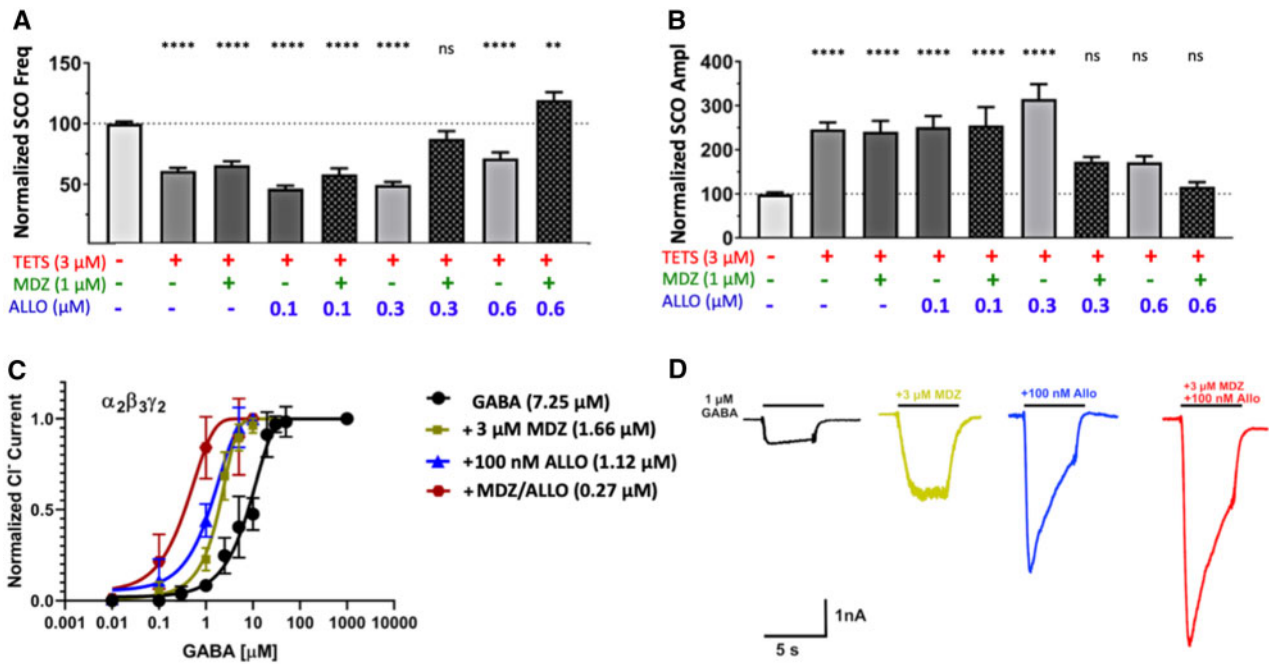 A
Normalized SCO Freq
150
100
50
**** **** **** **** **** ns **** **
TETS (3 µM) - + + + + + + + +
MDZ (1 µM) - - + - + - + - +
ALLO (µM) - - - 0.1 0.1 0.3 0.3 0.6 0.6
B
Normalized SCO Ampl
400
300
200
100
0
**** **** **** **** **** ns ns ns
TETS (3 µM) - + + + + + + + +
MDZ (1 µM) - - + - + - + - +
ALLO (µM) - - - 0.1 0.1 0.3 0.3 0.6 0.6
C
α2β3γ2
Normalized Cl- Current
1.0
0.5
0.0
0.001 0.01 0.1 1 10 100 1000 10000
GABA [µM]
GABA (7.25 µM)
+ 3 µM MDZ (1.66 µM)
+100 nM ALLO (1.12 µM)
+ MDZ/ALLO (0.27 µM)
D
1 µM
GABA
+3 µM MDZ
+100 nM Allo
+3 µM MDZ
+100 nM Allo
1nA
5 s